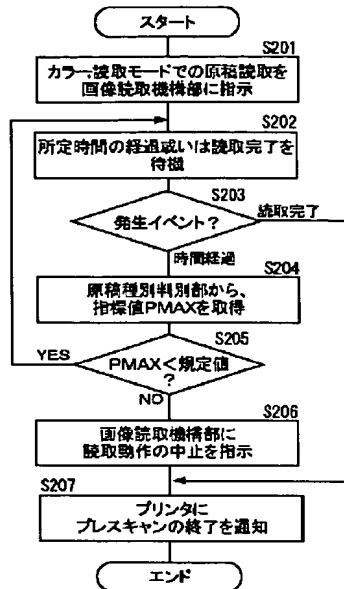 スタート
S201
カラー読取モードでの原稿読取を
画像読取機構部に指示
S202
所定時間の経過或いは読取完了を
待機
S203
発生イベント?
読取完了
時間経過
S204
原稿種別判別部から、
指標値PMAXを取得
S205
YES
PMAX<規定値
?
NO
S206
画像読取機構部に
読取動作の中止を指示
S207
プリンタに
プレスキャンの終了を通知
エンド